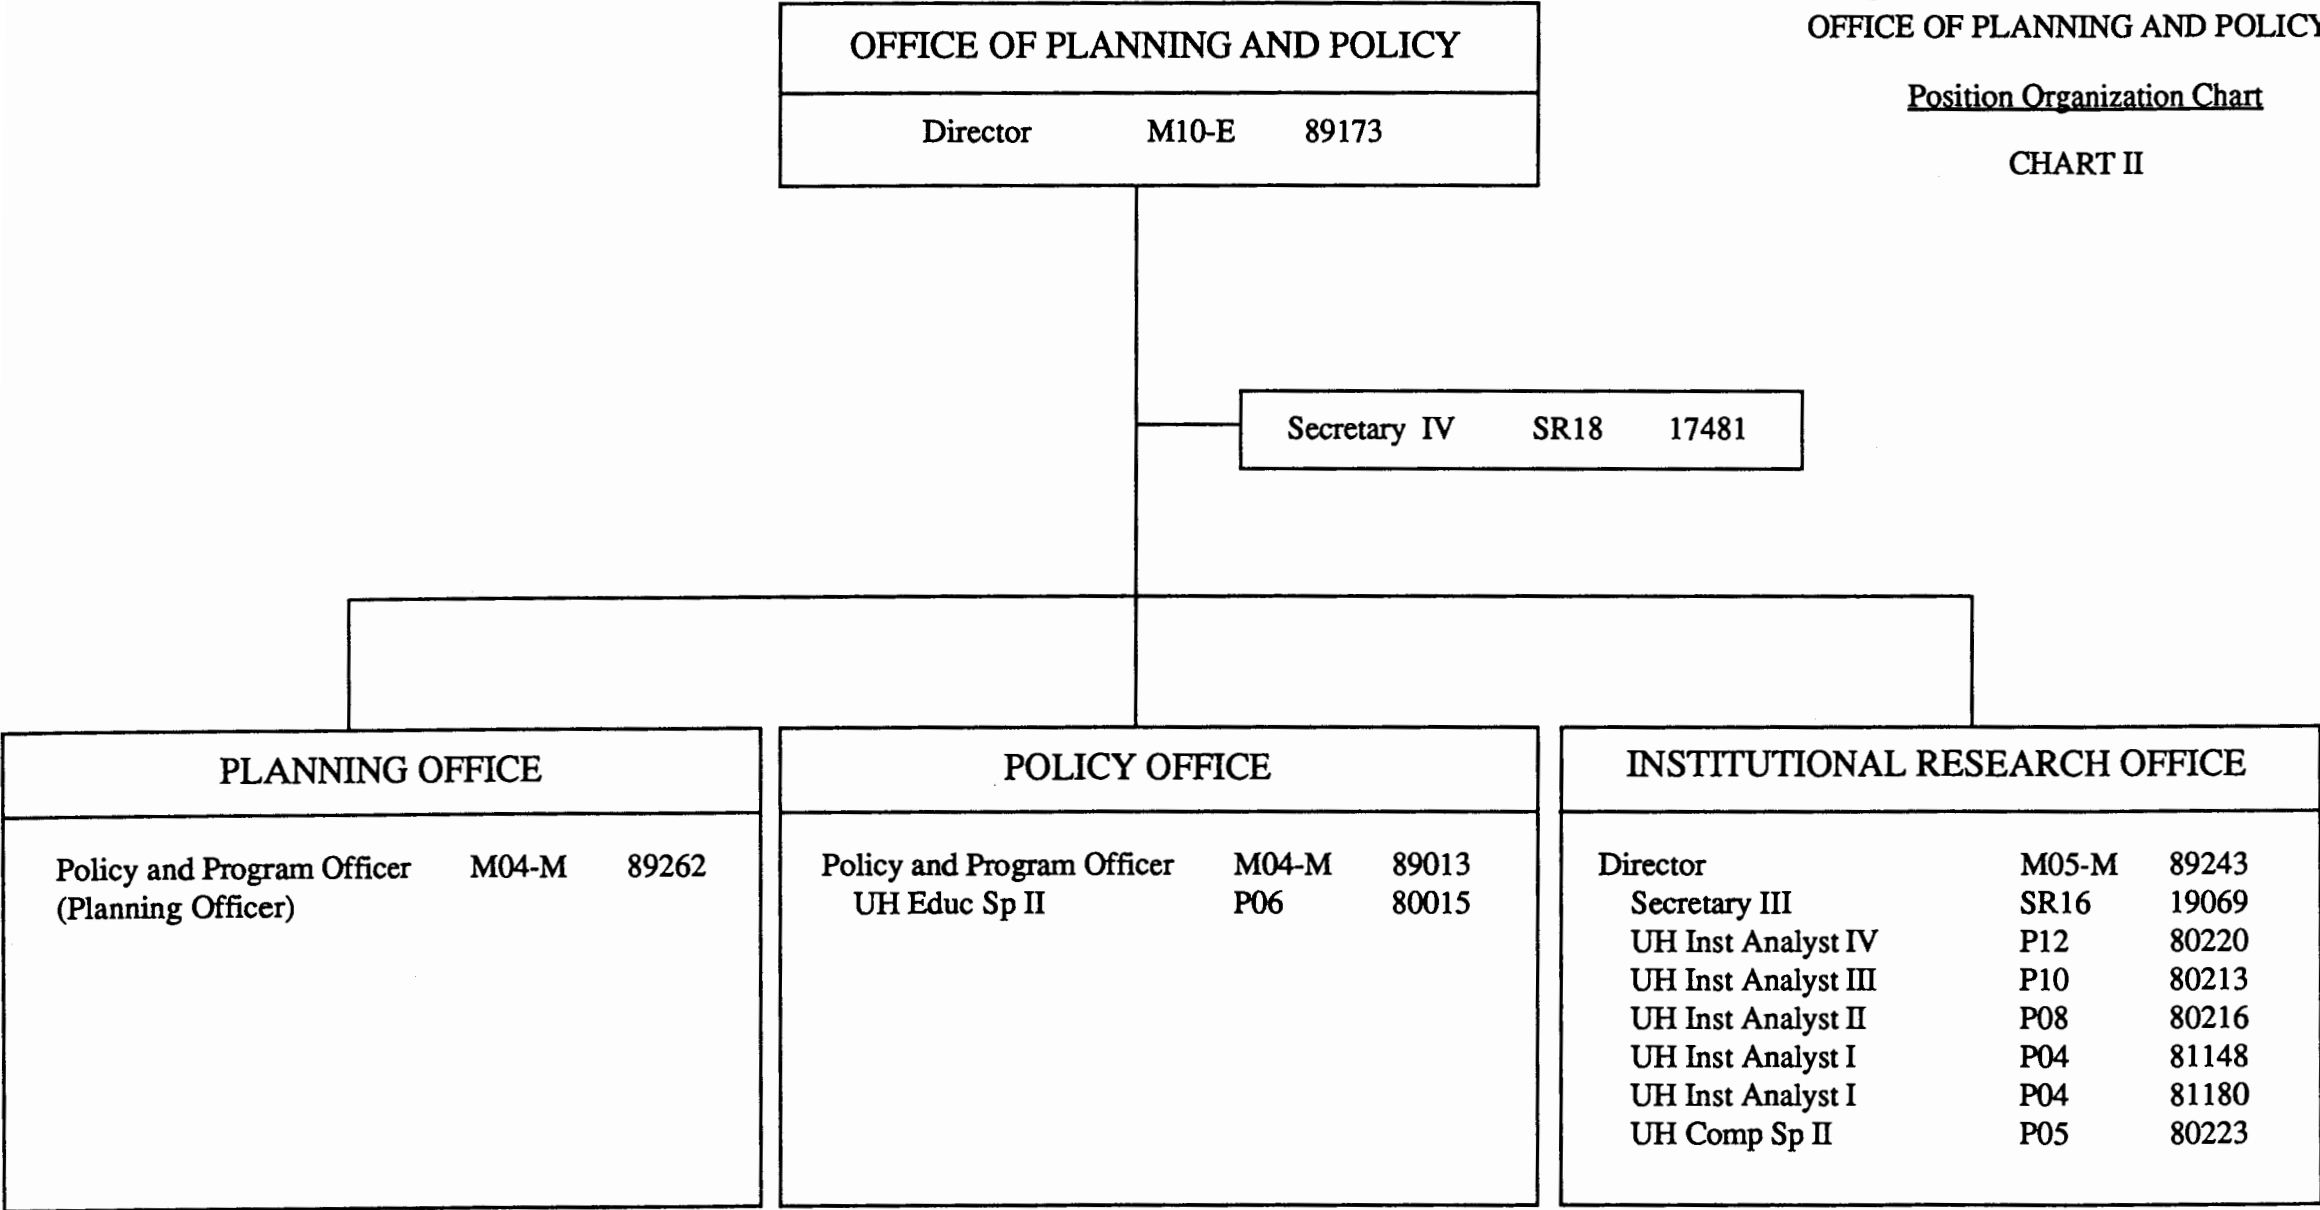 OFFICE OF PLANNING AND POLICY
Position Organization Chart
CHART II
OFFICE OF PLANNING AND POLICY
Director M10-E 89173
Secretary IV SR18 17481
PLANNING OFFICE
Policy and Program Officer M04-M 89262
(Planning Officer)
POLICY OFFICE
Policy and Program Officer M04-M 89013
UH Educ Sp II P06 80015
INSTITUTIONAL RESEARCH OFFICE
Director M05-M 89243
Secretary III SR16 19069
UH Inst Analyst IV P12 80220
UH Inst Analyst III P10 80213
UH Inst Analyst II P08 80216
UH Inst Analyst I P04 81148
UH Inst Analyst I P04 81180
UH Comp Sp II P05 80223